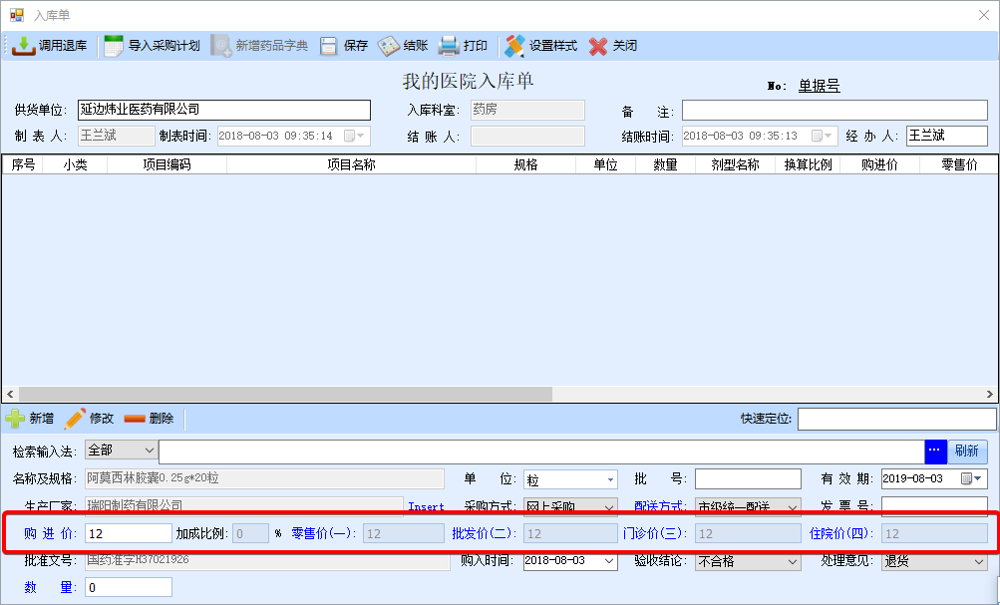 入库单
调用退库 导入采购计划 新增药品字典 保存 结账 打印 设置样式 关闭
我的医院入库单
No: 单据号
供货单位: 延边炜业医药有限公司 入库科室: 药房 备 注:
制 表 人: 王兰斌 制表时间: 2018-08-03 09:35:14 结 账 人: 结账时间: 2018-08-03 09:35:13 经 办 人: 王兰斌
序号 小类 项目编码 项目名称 规格 单位 数量 剂型名称 换算比例 购进价 零售价
新增 修改 删除 快速定位:
检索输入法: 全部 ... 刷新
名称及规格: 阿莫西林胶囊0.25g*20粒 单 位: 粒 批 号: 有 效 期: 2019-08-03
生产厂家: 瑞阳制药有限公司 Insert 采购方式: 网上采购 配送方式: 市级统一配送 发 票 号:
购 进 价: 12 加成比例: 0 % 零售价(一): 12 批发价(二): 12 门诊价(三): 12 住院价(四): 12
批准文号: 国药准字H37021926 购入时间: 2018-08-03 验收结论: 不合格 处理意见: 退货
数 量: 0